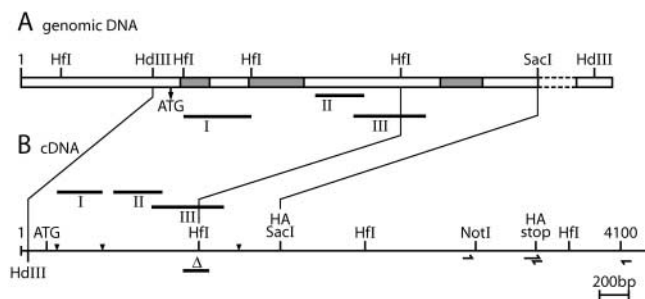 A genomic DNA
1 HfI HdIII HfI HfI HfI SacI HdIII
ATG
I II III
B cDNA
I II III
1 ATG HfI HA SacI HfI NotI HA stop HfI 4100
HdIII Δ
200bp